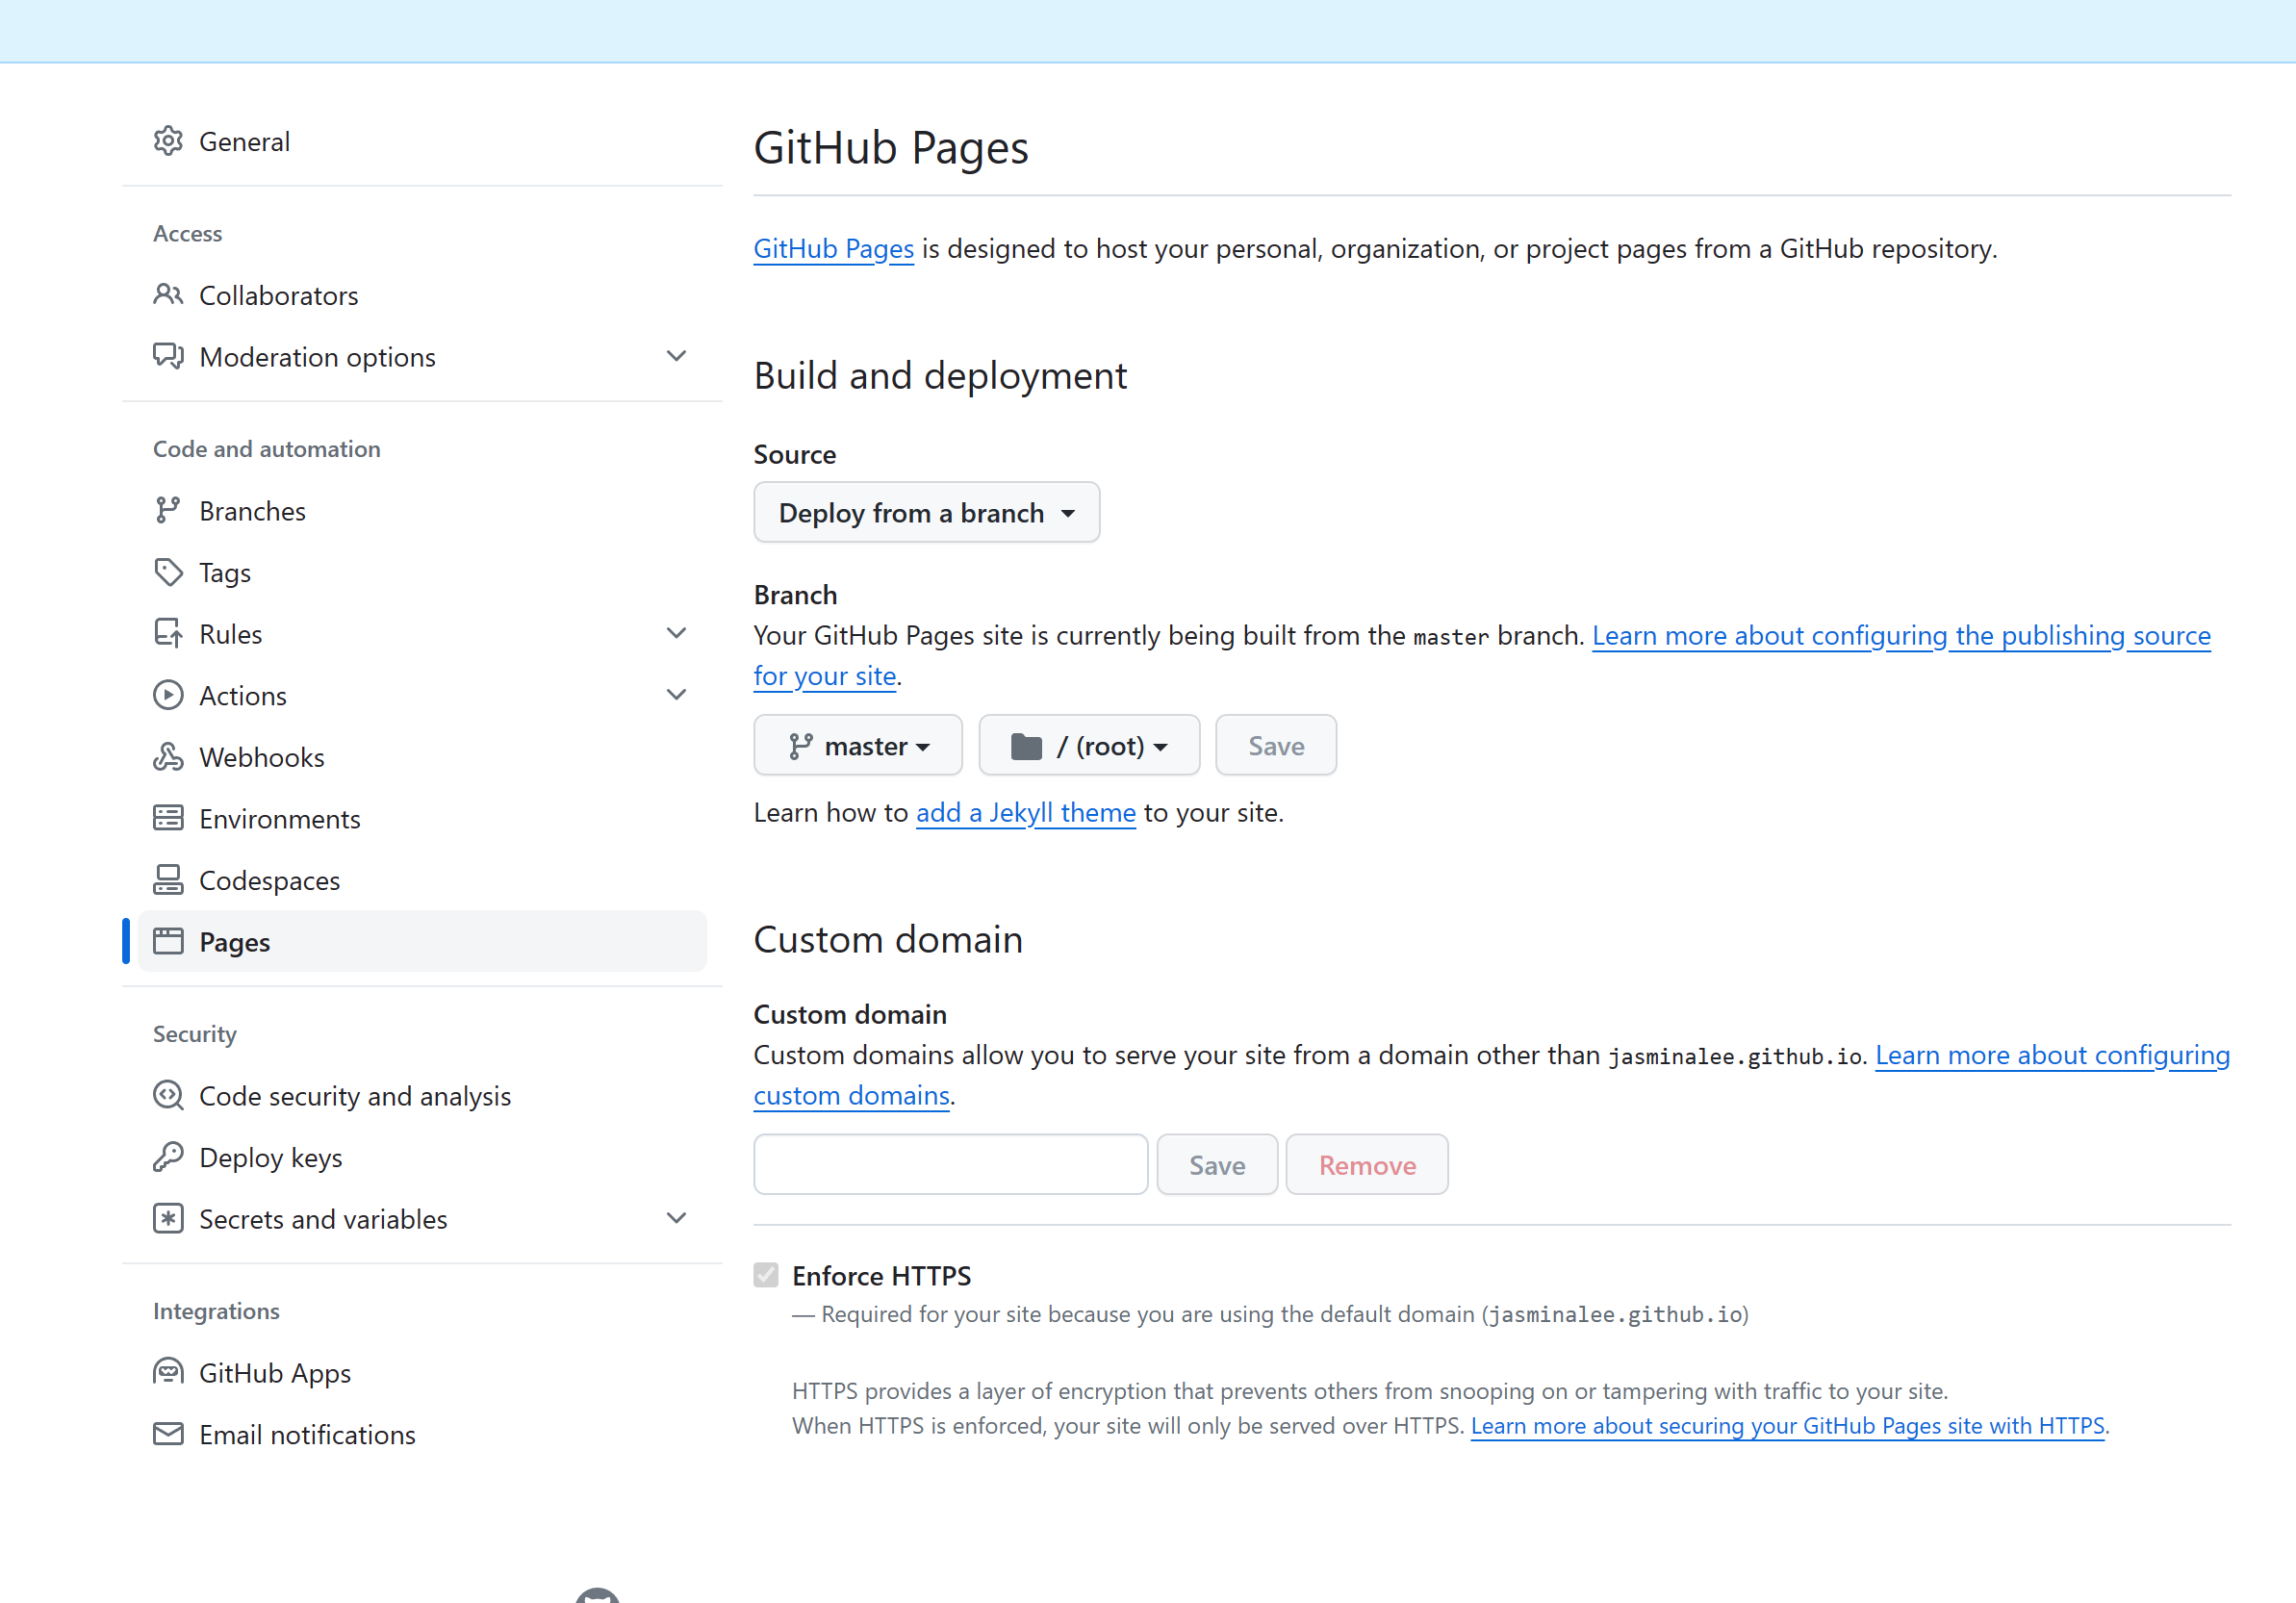 General
Access
Collaborators
Moderation options
Code and automation
Branches
Tags
Rules
Actions
Webhooks
Environments
Codespaces
Pages
Security
Code security and analysis
Deploy keys
Secrets and variables
Integrations
GitHub Apps
Email notifications
GitHub Pages
GitHub Pages is designed to host your personal, organization, or project pages from a GitHub repository.
Build and deployment
Source
Deploy from a branch
Branch
Your GitHub Pages site is currently being built from the master branch. Learn more about configuring the publishing source
for your site.
master / (root) Save
Learn how to add a Jekyll theme to your site.
Custom domain
Custom domain
Custom domains allow you to serve your site from a domain other than jasminalee.github.io. Learn more about configuring
custom domains.
Save Remove
Enforce HTTPS
— Required for your site because you are using the default domain (jasminalee.github.io)
HTTPS provides a layer of encryption that prevents others from snooping on or tampering with traffic to your site.
When HTTPS is enforced, your site will only be served over HTTPS. Learn more about securing your GitHub Pages site with HTTPS.